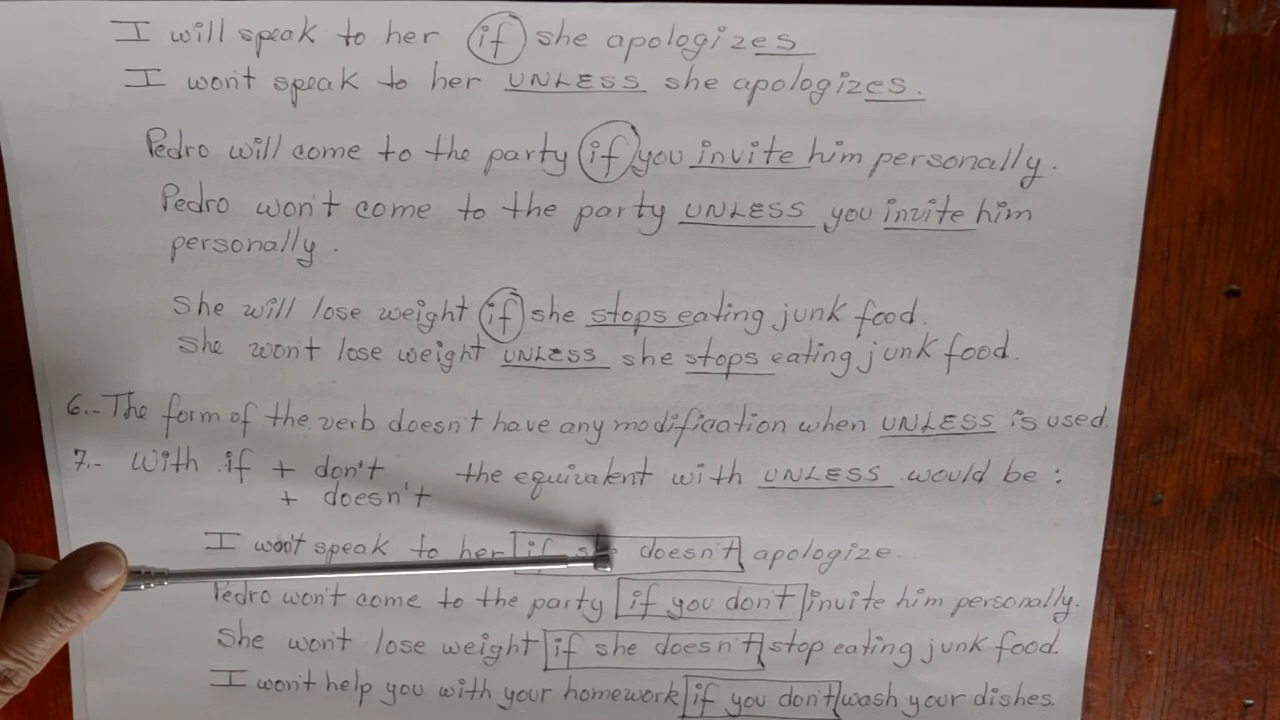 I will speak to her if she apologizes
I won't speak to her UNLESS she apologizes.
Pedro will come to the party if you invite him personally.
Pedro won't come to the party UNLESS you invite him
personally.
She will lose weight if she stops eating junk food.
She won't lose weight UNLESS she stops eating junk food.
6.- The form of the verb doesn't have any modification when UNLESS is used.
7.- With if + don't the equivalent with UNLESS would be:
+ doesn't
I won't speak to her if she doesn't apologize.
Pedro won't come to the party if you don't invite him personally.
She won't lose weight if she doesn't stop eating junk food.
I won't help you with your homework if you don't wash your dishes.